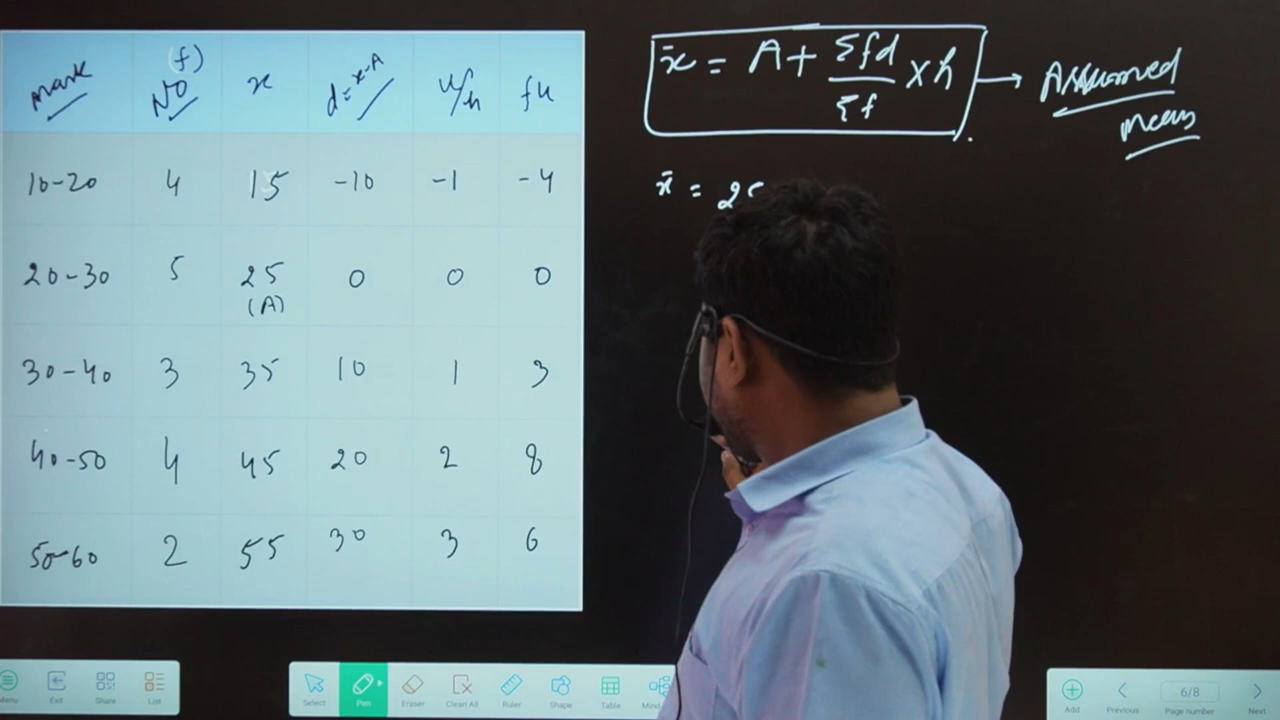 mark (f) NO x d = x-A u/h fu
10-20 4 15 -10 -1 -4
20-30 5 25 0 0 0
(A)
30-40 3 35 10 1 3
40-50 4 45 20 2 8
50-60 2 55 30 3 6
x̄ = A + Σfd/Σf × h → Assumed mean
x̄ = 2
Menu Exit Share List
Select Pen Eraser Clean All Ruler Shape Table Mind
Add Previous 6/8 Page number Next